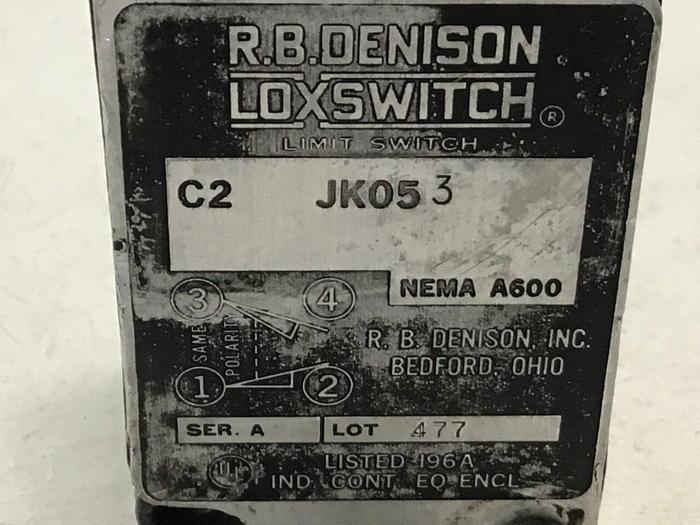 R.B.DENISON
LOXSWITCH ®
LIMIT SWITCH
C2 JK05 3
NEMA A600
3 4
SAME POLARITY
1 2
R. B. DENISON, INC.
BEDFORD, OHIO
SER. A LOT 477
UL LISTED 196A
IND. CONT. EQ. ENCL.